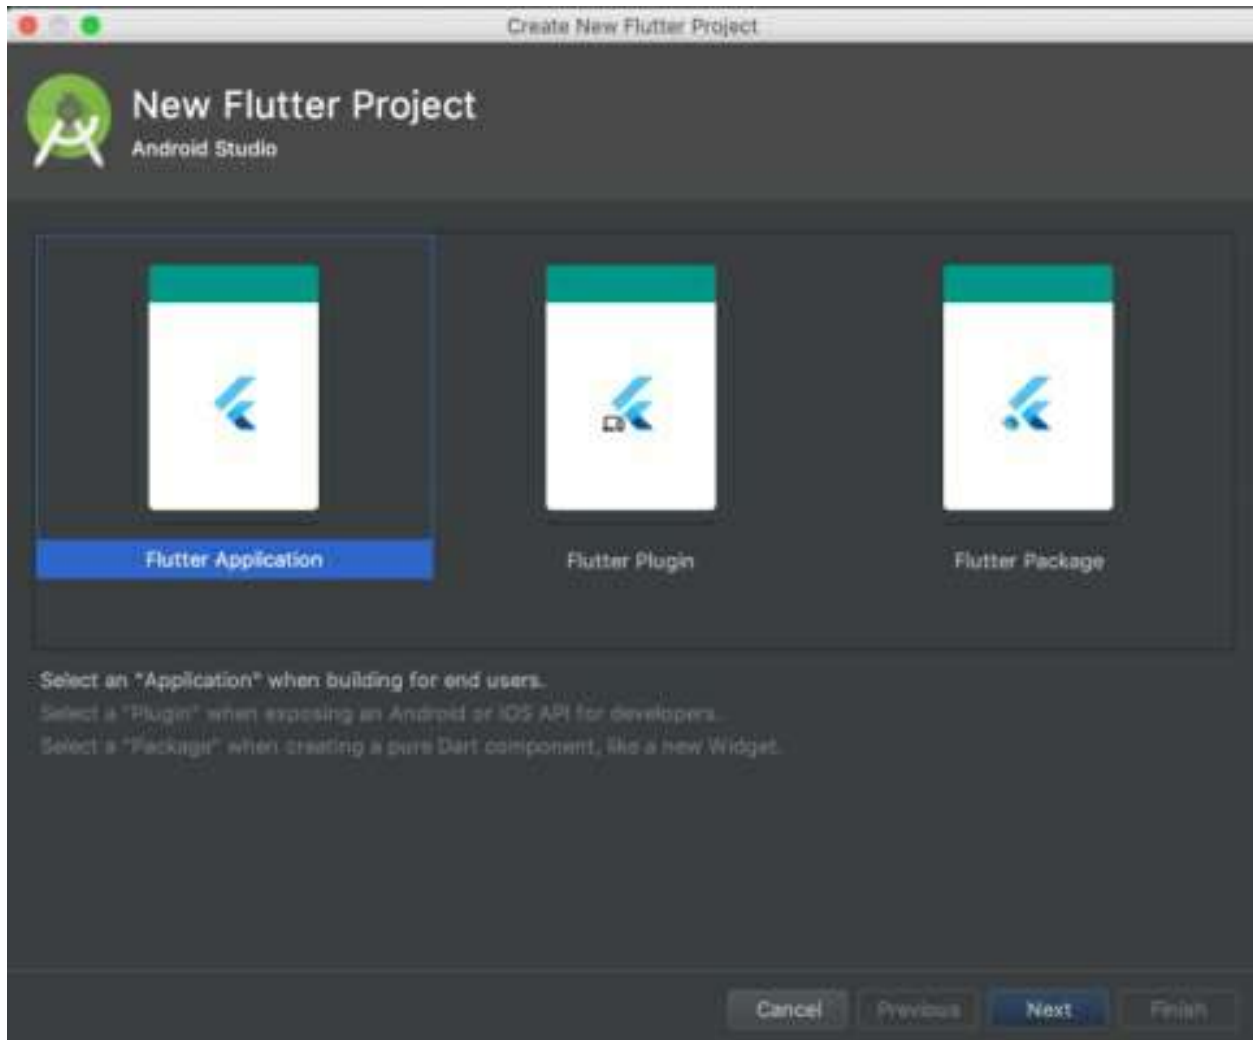 Create New Flutter Project
New Flutter Project
Android Studio
Flutter Application
Flutter Plugin
Flutter Package
Select an "Application" when building for end users.
Select a "Plugin" when exposing an Android or iOS API for developers.
Select a "Package" when creating a pure Dart component, like a new Widget.
Cancel
Previous
Next
Finish